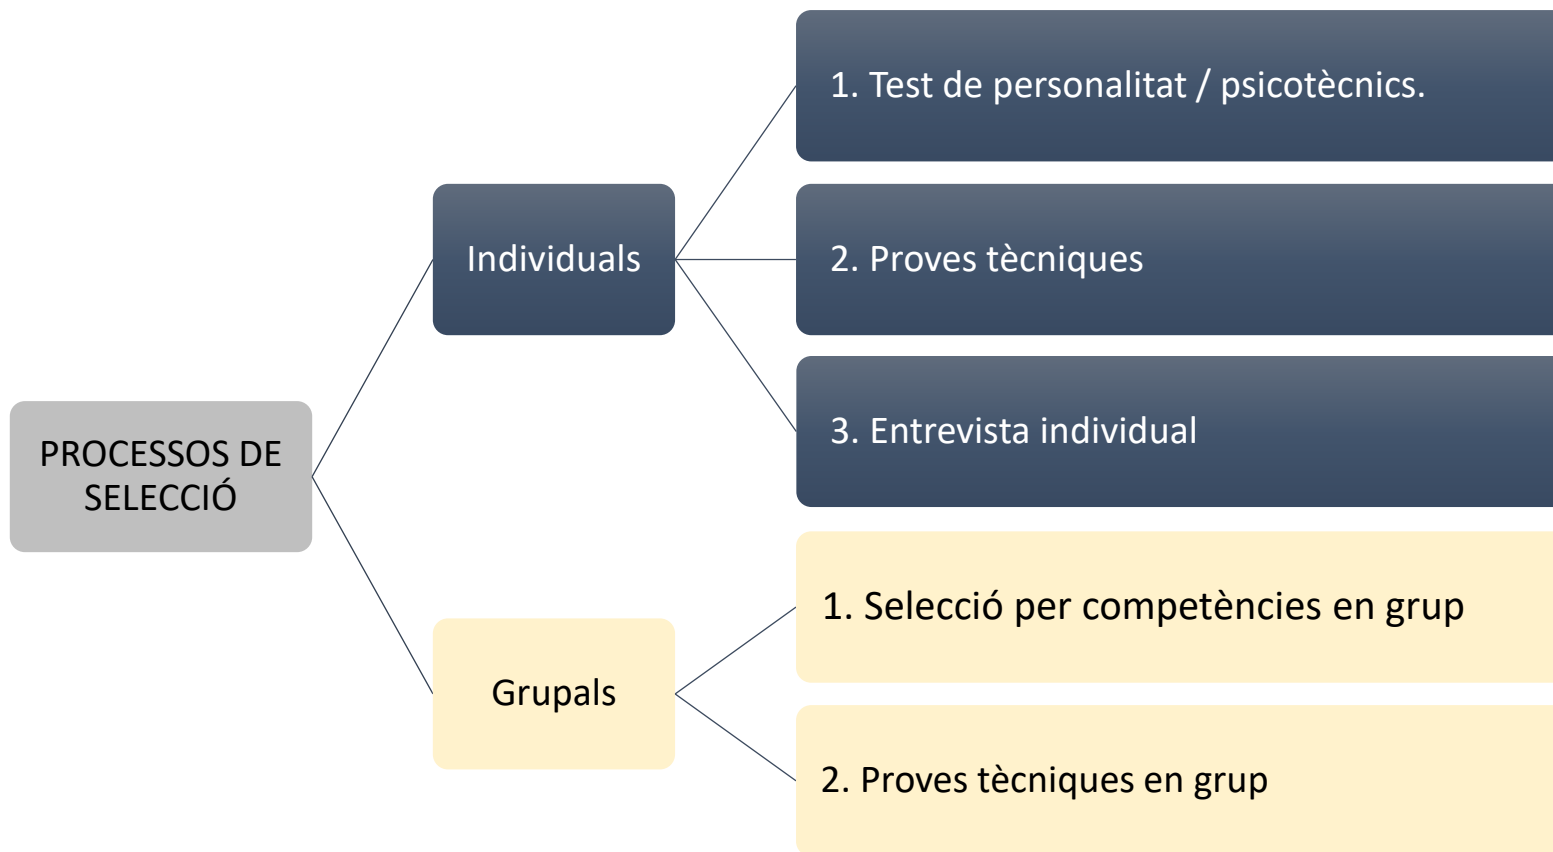 PROCESSOS DE
SELECCIÓ
Individuals
1. Test de personalitat / psicotècnics.
2. Proves tècniques
3. Entrevista individual
Grupals
1. Selecció per competències en grup
2. Proves tècniques en grup